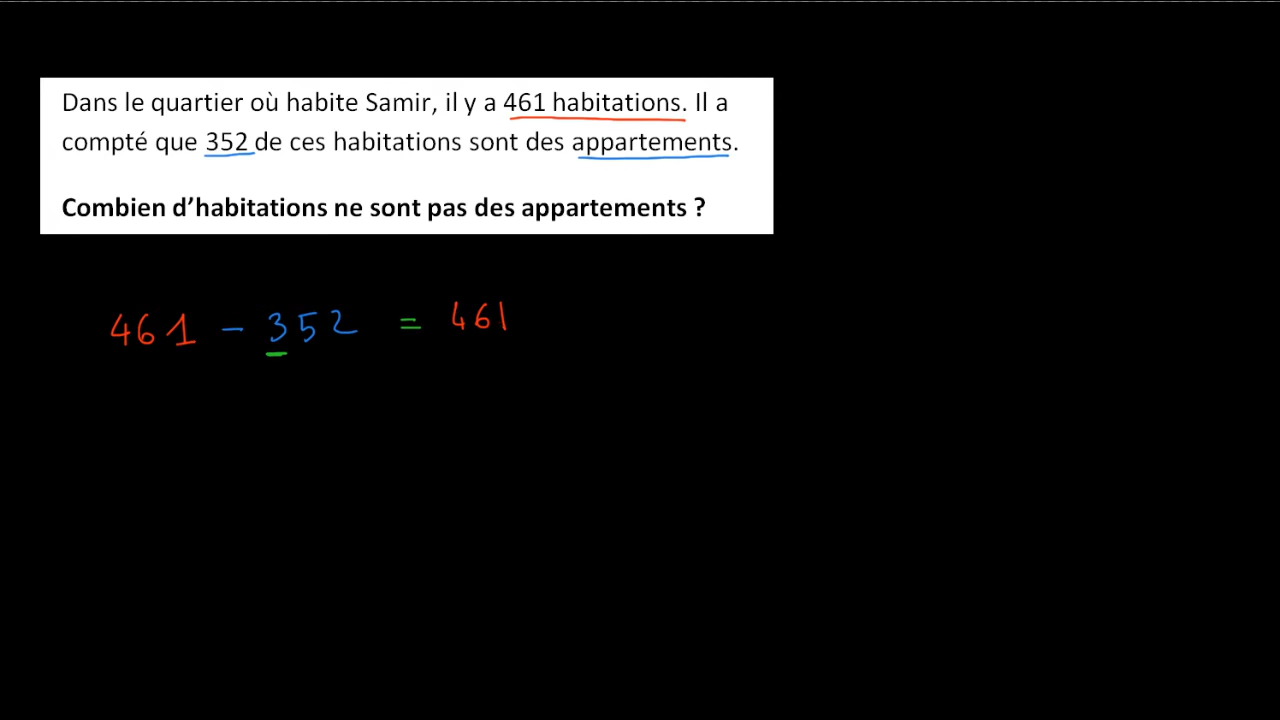 Dans le quartier où habite Samir, il y a 461 habitations. Il a
compté que 352 de ces habitations sont des appartements.
Combien d’habitations ne sont pas des appartements ?
461 - 352 = 461